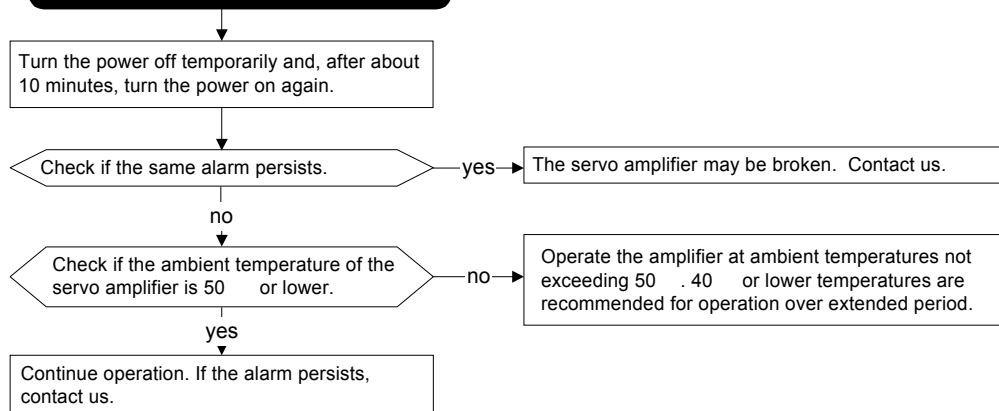 Turn the power off temporarily and, after about
10 minutes, turn the power on again.
Check if the same alarm persists.
yes
The servo amplifier may be broken. Contact us.
no
Check if the ambient temperature of the
servo amplifier is 50 or lower.
no
Operate the amplifier at ambient temperatures not
exceeding 50 . 40 or lower temperatures are
recommended for operation over extended period.
yes
Continue operation. If the alarm persists,
contact us.